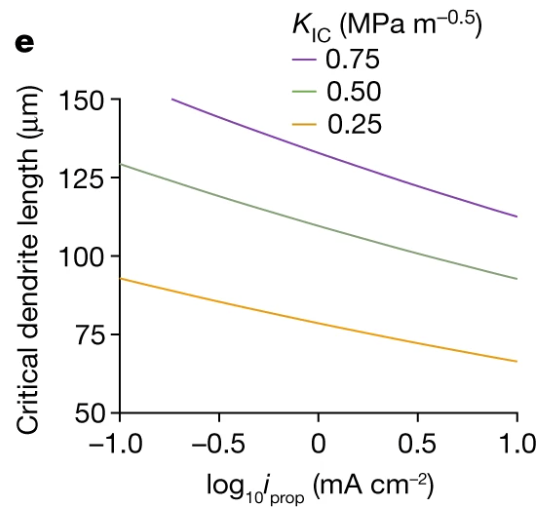 e
K_IC (MPa m⁻⁰·⁵)
0.75
0.50
0.25
Critical dendrite length (μm)
150
125
100
75
50
−1.0 −0.5 0 0.5 1.0
log₁₀i_prop (mA cm⁻²)